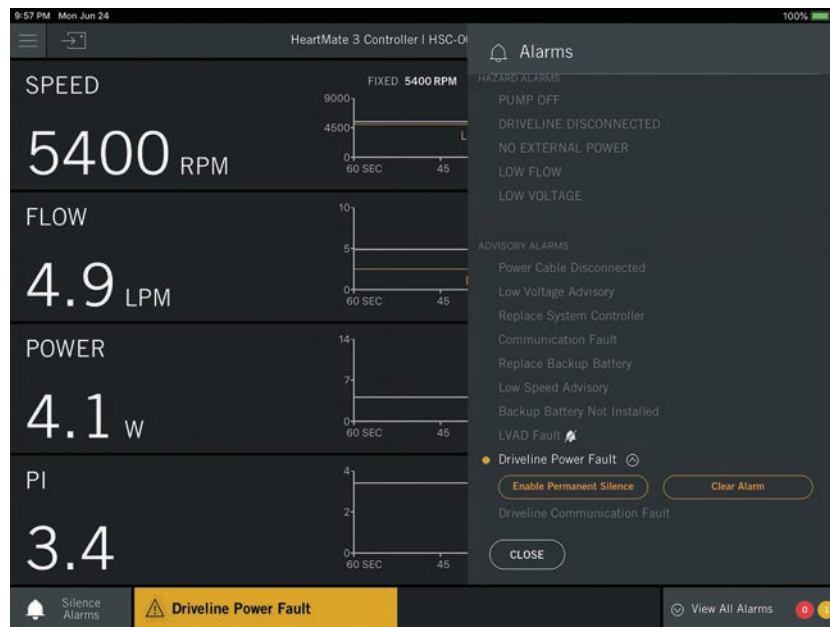 9:57 PM Mon Jun 24
100%
HeartMate 3 Controller I HSC-0
SPEED
5400 RPM
FIXED 5400 RPM
9000
4500
0
60 SEC 45
L
FLOW
4.9 LPM
10
5
0
60 SEC 45
POWER
4.1 W
14
7
0
60 SEC 45
PI
3.4
4
2
0
60 SEC 45
Alarms
HAZARD ALARMS
PUMP OFF
DRIVELINE DISCONNECTED
NO EXTERNAL POWER
LOW FLOW
LOW VOLTAGE
ADVISORY ALARMS
Power Cable Disconnected
Low Voltage Advisory
Replace System Controller
Communication Fault
Replace Backup Battery
Low Speed Advisory
Backup Battery Not Installed
LVAD Fault
Driveline Power Fault
Enable Permanent Silence
Clear Alarm
Driveline Communication Fault
CLOSE
Silence
Alarms
Driveline Power Fault
View All Alarms
0
1